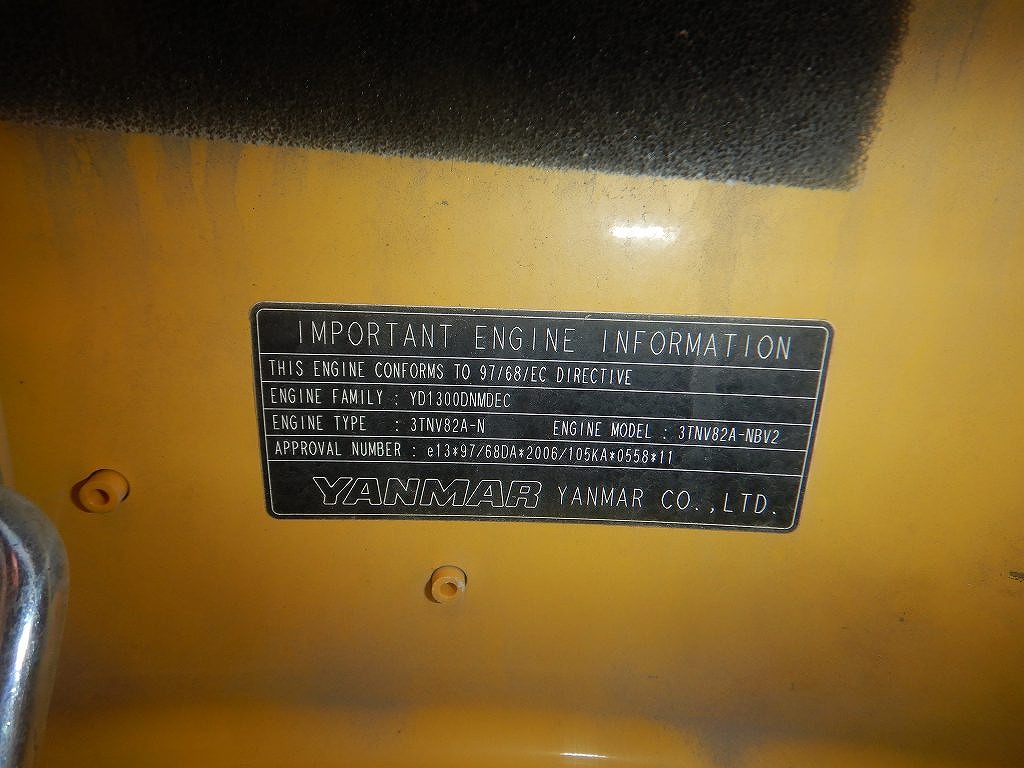 IMPORTANT ENGINE INFORMATION
THIS ENGINE CONFORMS TO 97/68/EC DIRECTIVE
ENGINE FAMILY : YD1300DNMDEC
ENGINE TYPE : 3TNV82A-N ENGINE MODEL : 3TNV82A-NBV2
APPROVAL NUMBER : e13*97/68DA*2006/105KA*0558*11
YANMAR YANMAR CO.,LTD.